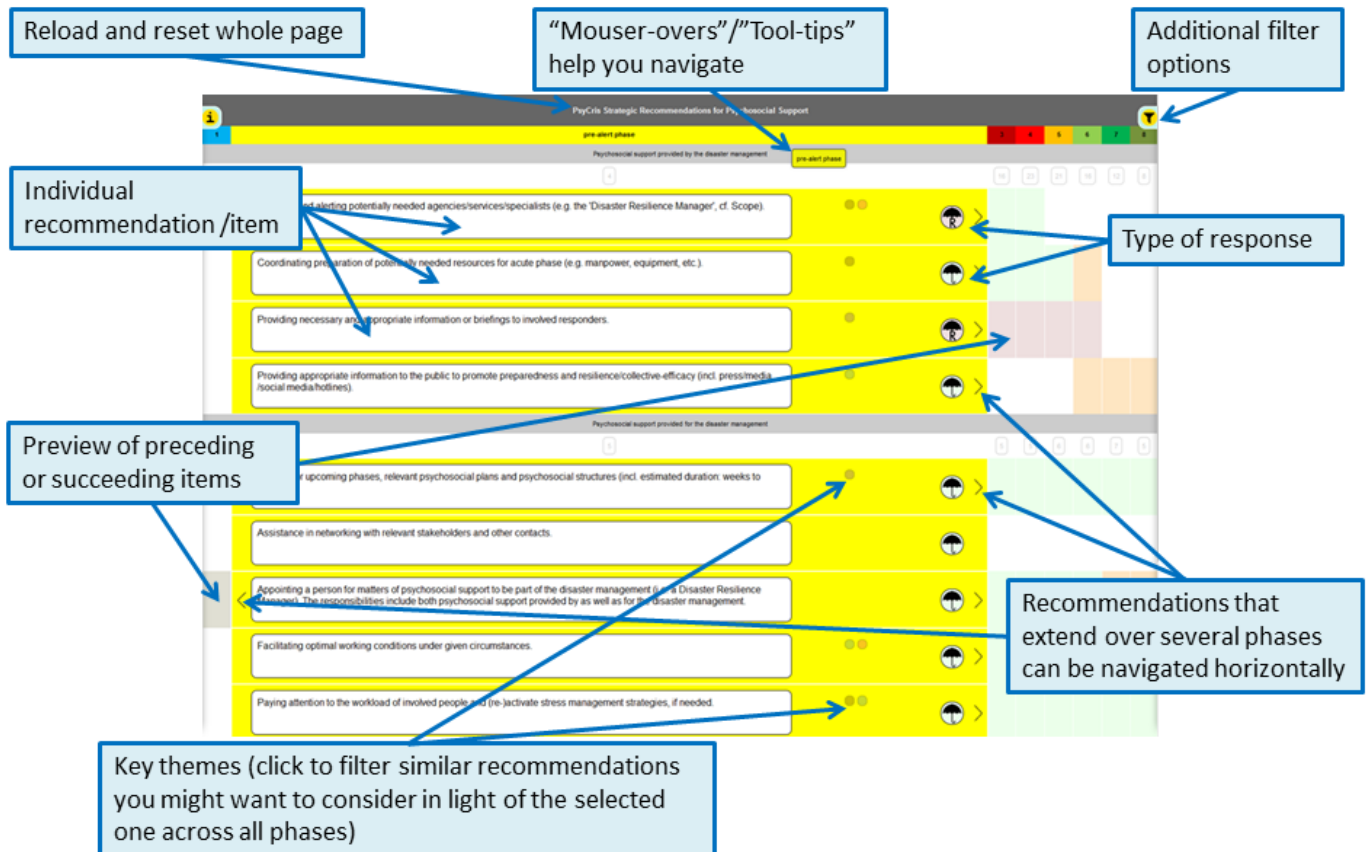 Reload and reset whole page
“Mouser-overs”/”Tool-tips”
help you navigate
Additional filter
options
i
PsyCris Strategic Recommendations for Psychosocial Support
1
pre-alert phase
3 4 5 6 7 8
Psychosocial support provided by the disaster management
pre-alert phase
4
Individual
recommendation /item
alerting potentially needed agencies/services/specialists (e.g. the 'Disaster Resilience Manager', cf. Scope).
R
Type of response
Coordinating preparation of potentially needed resources for acute phase (e.g. manpower, equipment, etc.).
Providing necessary and appropriate information or briefings to involved responders.
R
Providing appropriate information to the public to promote preparedness and resilience/collective-efficacy (incl. press/media
/social media/hotlines).
Psychosocial support provided for the disaster management
Preview of preceding
or succeeding items
upcoming phases, relevant psychosocial plans and psychosocial structures (incl. estimated duration: weeks to
Assistance in networking with relevant stakeholders and other contacts.
Appointing a person for matters of psychosocial support to be part of the disaster management (i.e. a Disaster Resilience
Manager). The responsibilities include both psychosocial support provided by as well as for the disaster management.
Recommendations that
extend over several phases
can be navigated horizontally
Facilitating optimal working conditions under given circumstances.
Paying attention to the workload of involved people and (re-)activate stress management strategies, if needed.
Key themes (click to filter similar recommendations
you might want to consider in light of the selected
one across all phases)